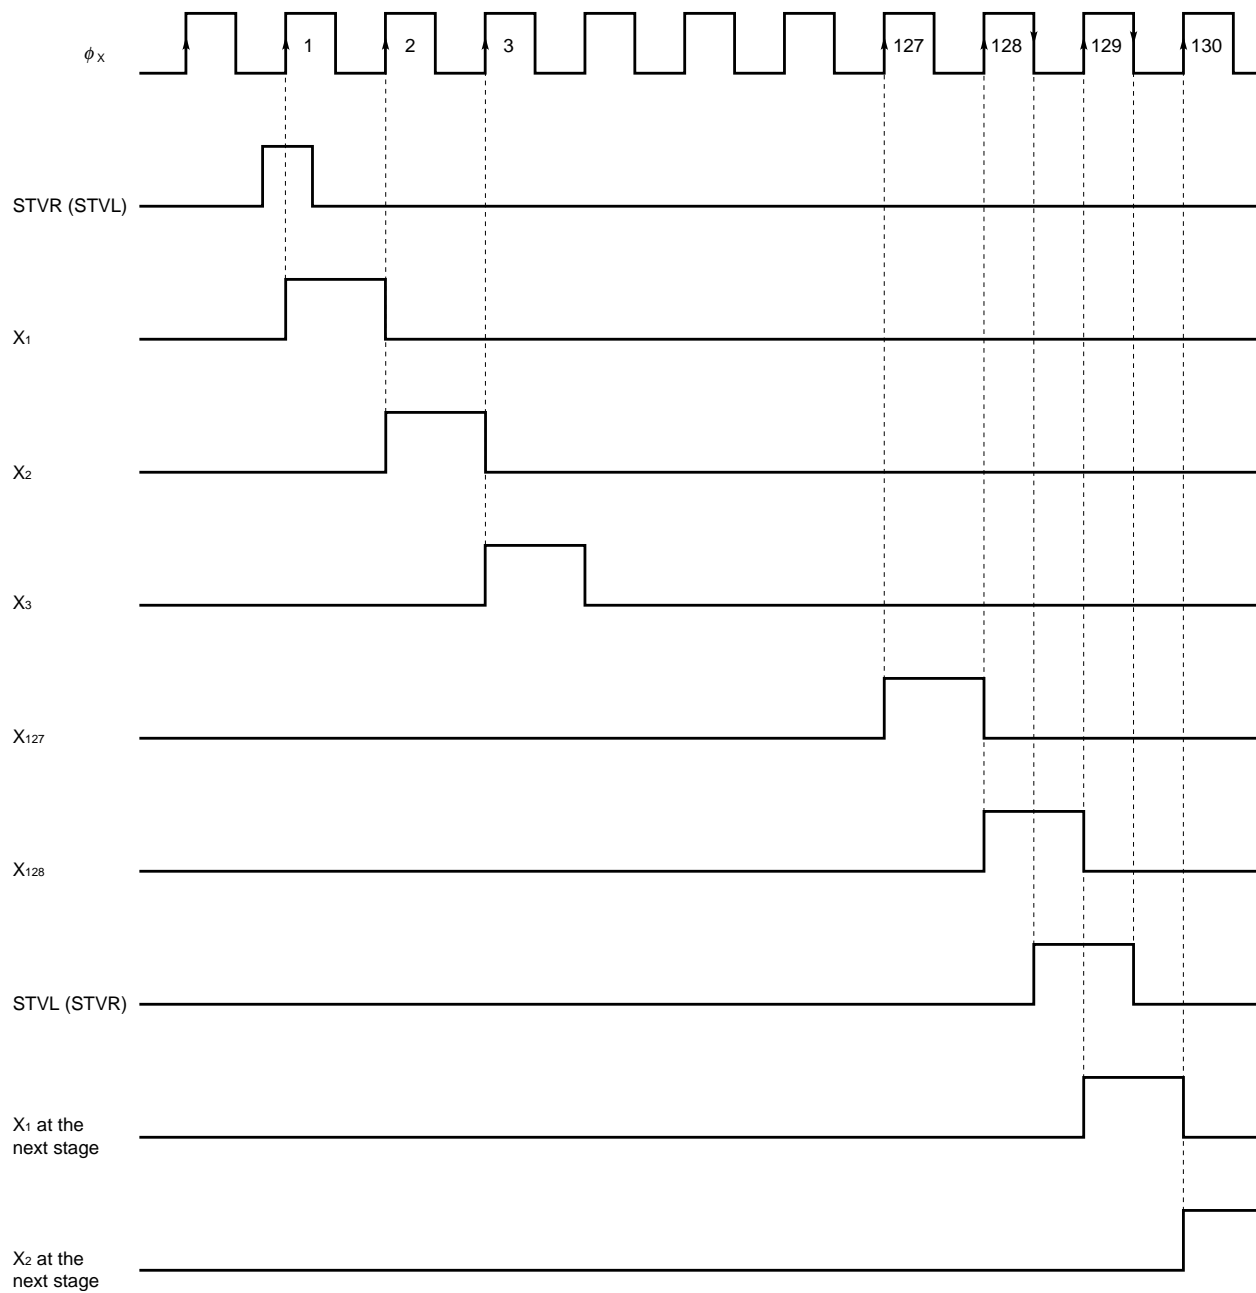 ϕX 1 2 3 127 128 129 130
STVR (STVL)
X1
X2
X3
X127
X128
STVL (STVR)
X1 at the
next stage
X2 at the
next stage